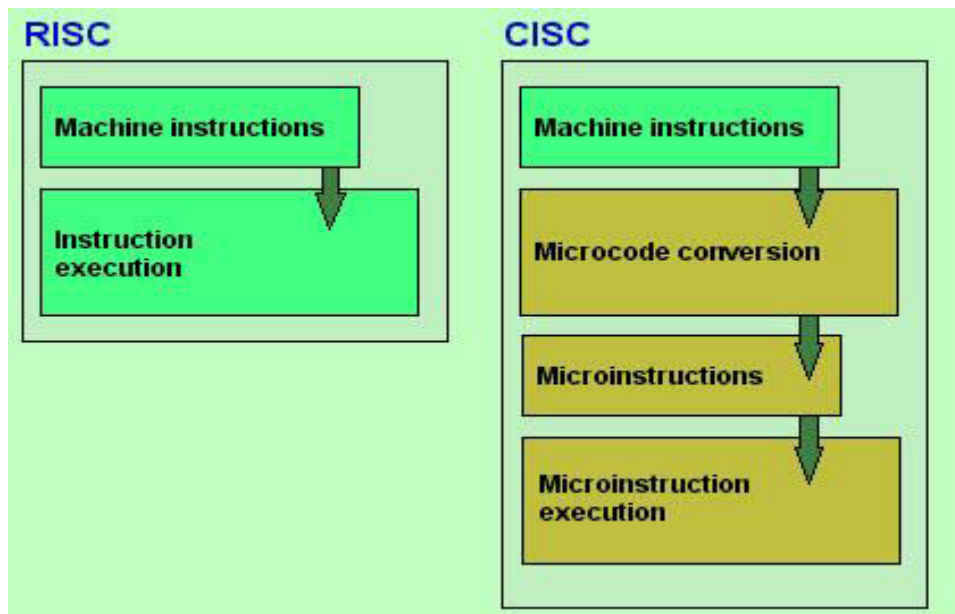 RISC
Machine instructions
Instruction
execution
CISC
Machine instructions
Microcode conversion
Microinstructions
Microinstruction
execution